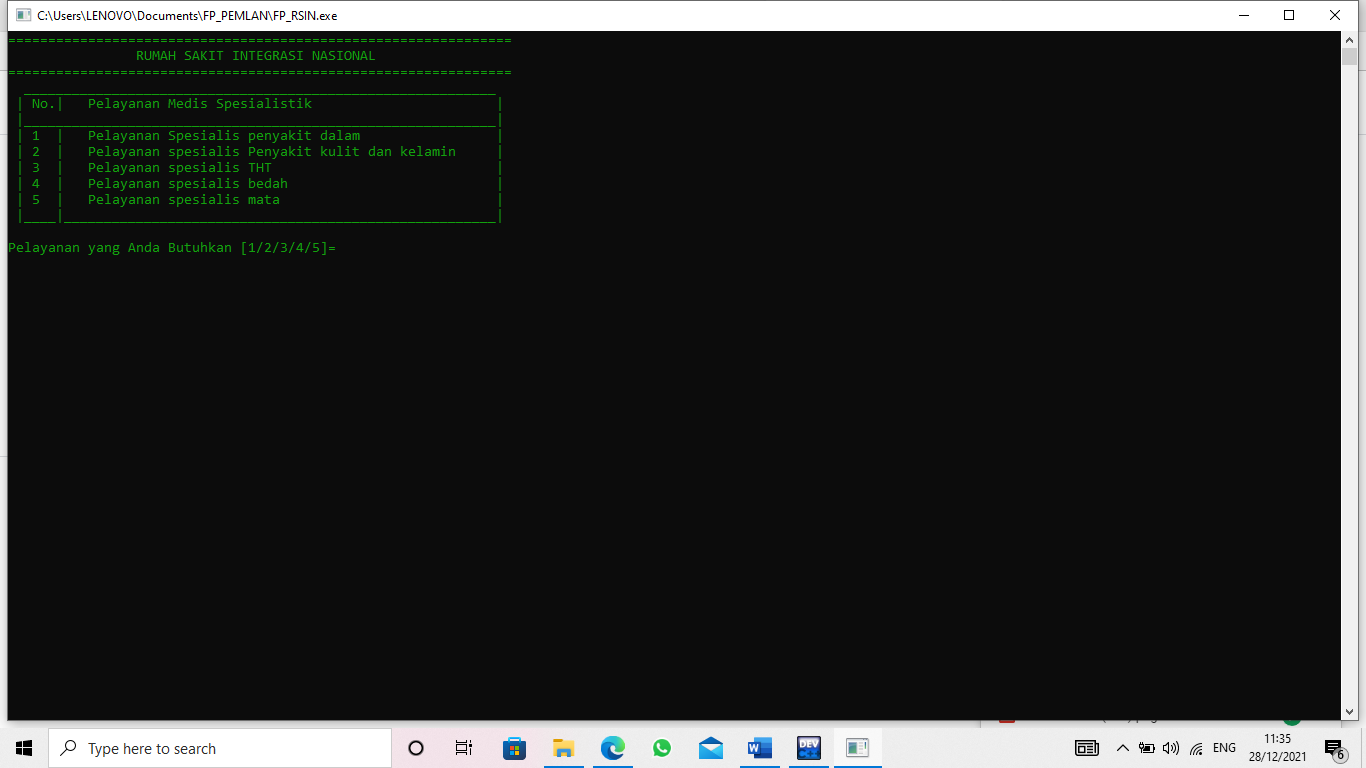 C:\Users\LENOVO\Documents\FP_PEMLAN\FP_RSIN.exe
===============================================================
RUMAH SAKIT INTEGRASI NASIONAL
===============================================================
| No.| Pelayanan Medis Spesialistik |
| 1 | Pelayanan Spesialis penyakit dalam |
| 2 | Pelayanan spesialis Penyakit kulit dan kelamin |
| 3 | Pelayanan spesialis THT |
| 4 | Pelayanan spesialis bedah |
| 5 | Pelayanan spesialis mata |
Pelayanan yang Anda Butuhkan [1/2/3/4/5]=
Type here to search
DEV C++
ENG
11:35
28/12/2021
6